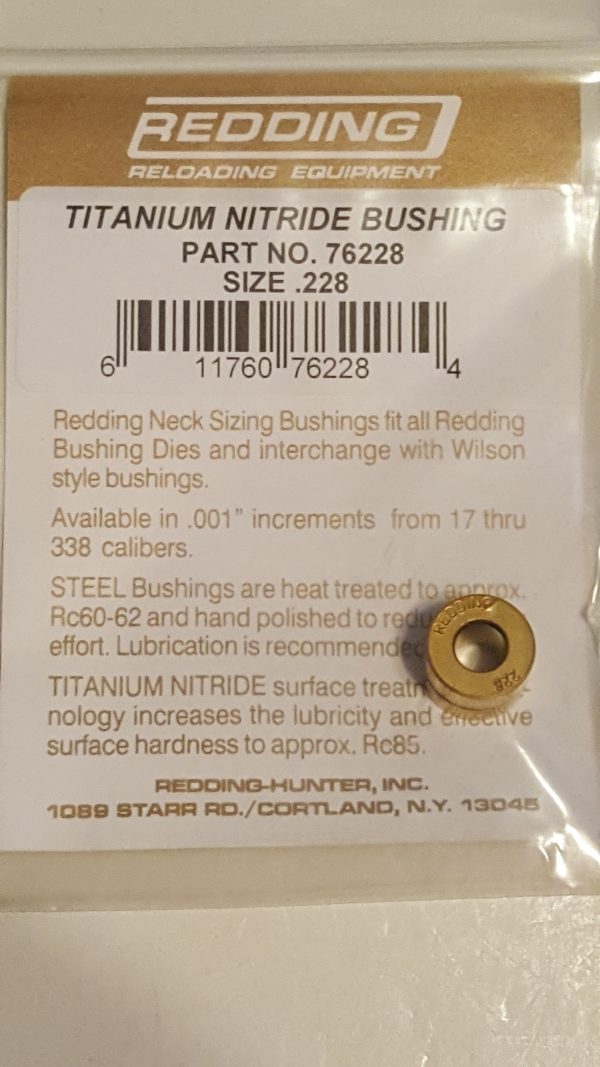 REDDING
RELOADING EQUIPMENT
TITANIUM NITRIDE BUSHING
PART NO. 76228
SIZE .228
6 11760 76228 4
Redding Neck Sizing Bushings fit all Redding
Bushing Dies and interchange with Wilson
style bushings.
Available in .001” increments from 17 thru
338 calibers.
STEEL Bushings are heat treated to approx.
Rc60-62 and hand polished to
effort. Lubrication is
TITANIUM NITRIDE surface
nology increases the lubricity and effective
surface hardness to approx. Rc85.
REDDING-HUNTER, INC.
1089 STARR RD./CORTLAND, N.Y. 13045
REDDING
228